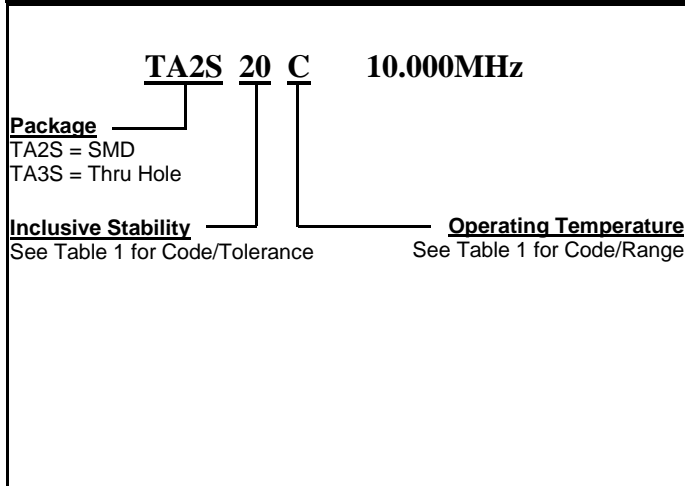 TA2S 20 C 10.000MHz
Package
TA2S = SMD
TA3S = Thru Hole
Inclusive Stability
See Table 1 for Code/Tolerance
Operating Temperature
See Table 1 for Code/Range